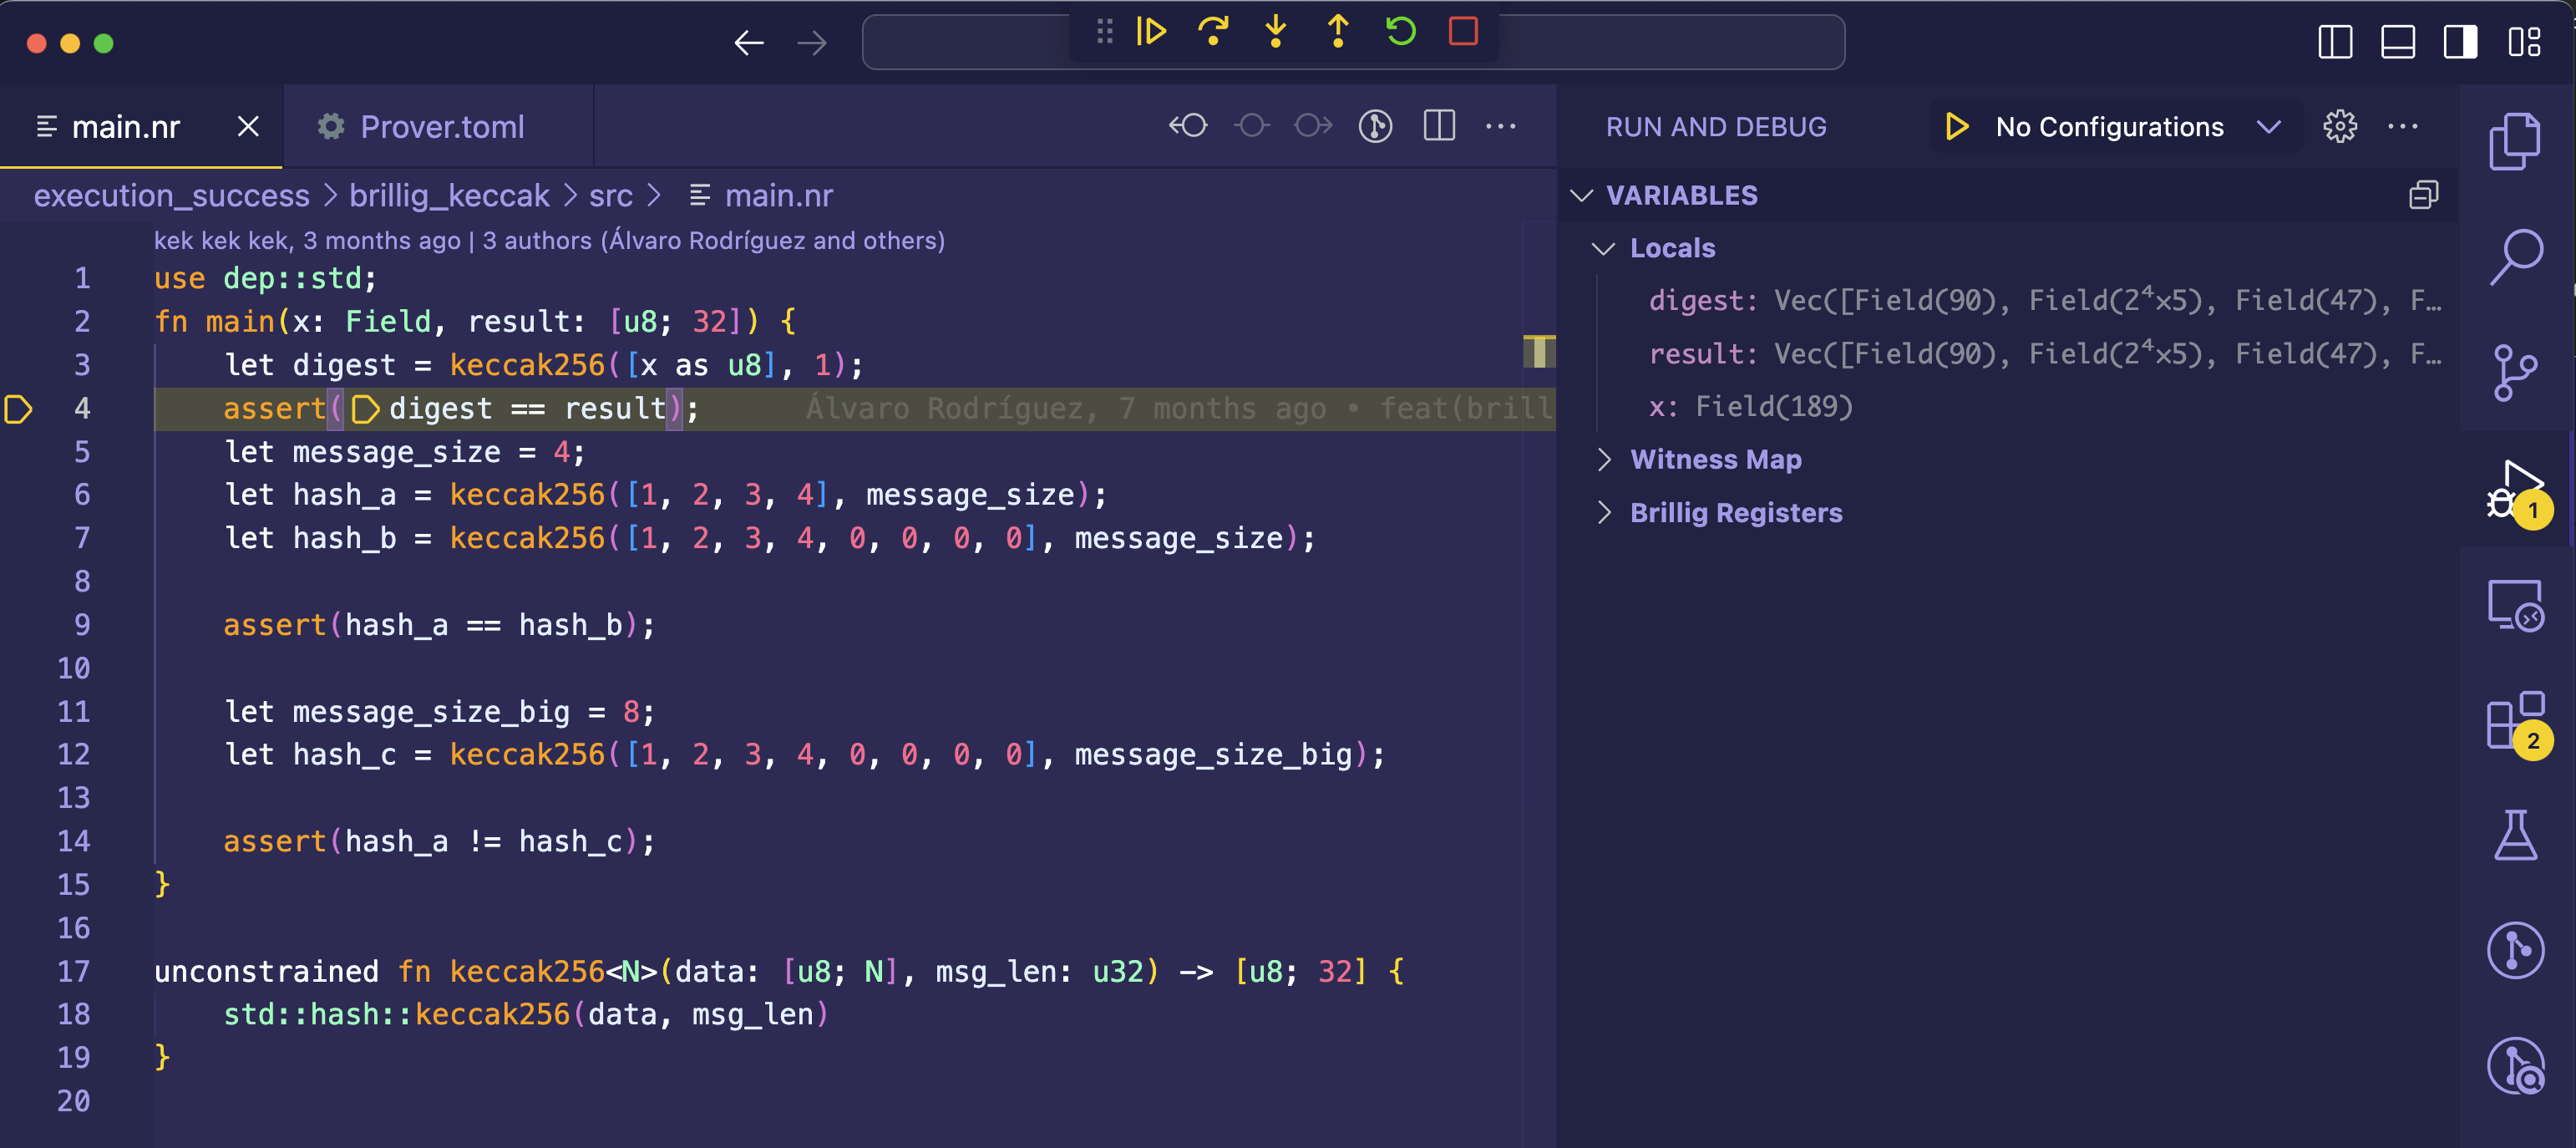 main.nr
Prover.toml
RUN AND DEBUG
No Configurations
execution_success > brillig_keccak > src > main.nr
VARIABLES
kek kek kek, 3 months ago | 3 authors (Álvaro Rodríguez and others)
1 use dep::std;
2 fn main(x: Field, result: [u8; 32]) {
3 let digest = keccak256([x as u8], 1);
4 assert(digest == result); Álvaro Rodríguez, 7 months ago • feat(brill
5 let message_size = 4;
6 let hash_a = keccak256([1, 2, 3, 4], message_size);
7 let hash_b = keccak256([1, 2, 3, 4, 0, 0, 0, 0], message_size);
8
9 assert(hash_a == hash_b);
10
11 let message_size_big = 8;
12 let hash_c = keccak256([1, 2, 3, 4, 0, 0, 0, 0], message_size_big);
13
14 assert(hash_a != hash_c);
15 }
16
17 unconstrained fn keccak256<N>(data: [u8; N], msg_len: u32) -> [u8; 32] {
18 std::hash::keccak256(data, msg_len)
19 }
20
Locals
digest: Vec([Field(90), Field(2⁴×5), Field(47), F…
result: Vec([Field(90), Field(2⁴×5), Field(47), F…
x: Field(189)
Witness Map
Brillig Registers
1
2